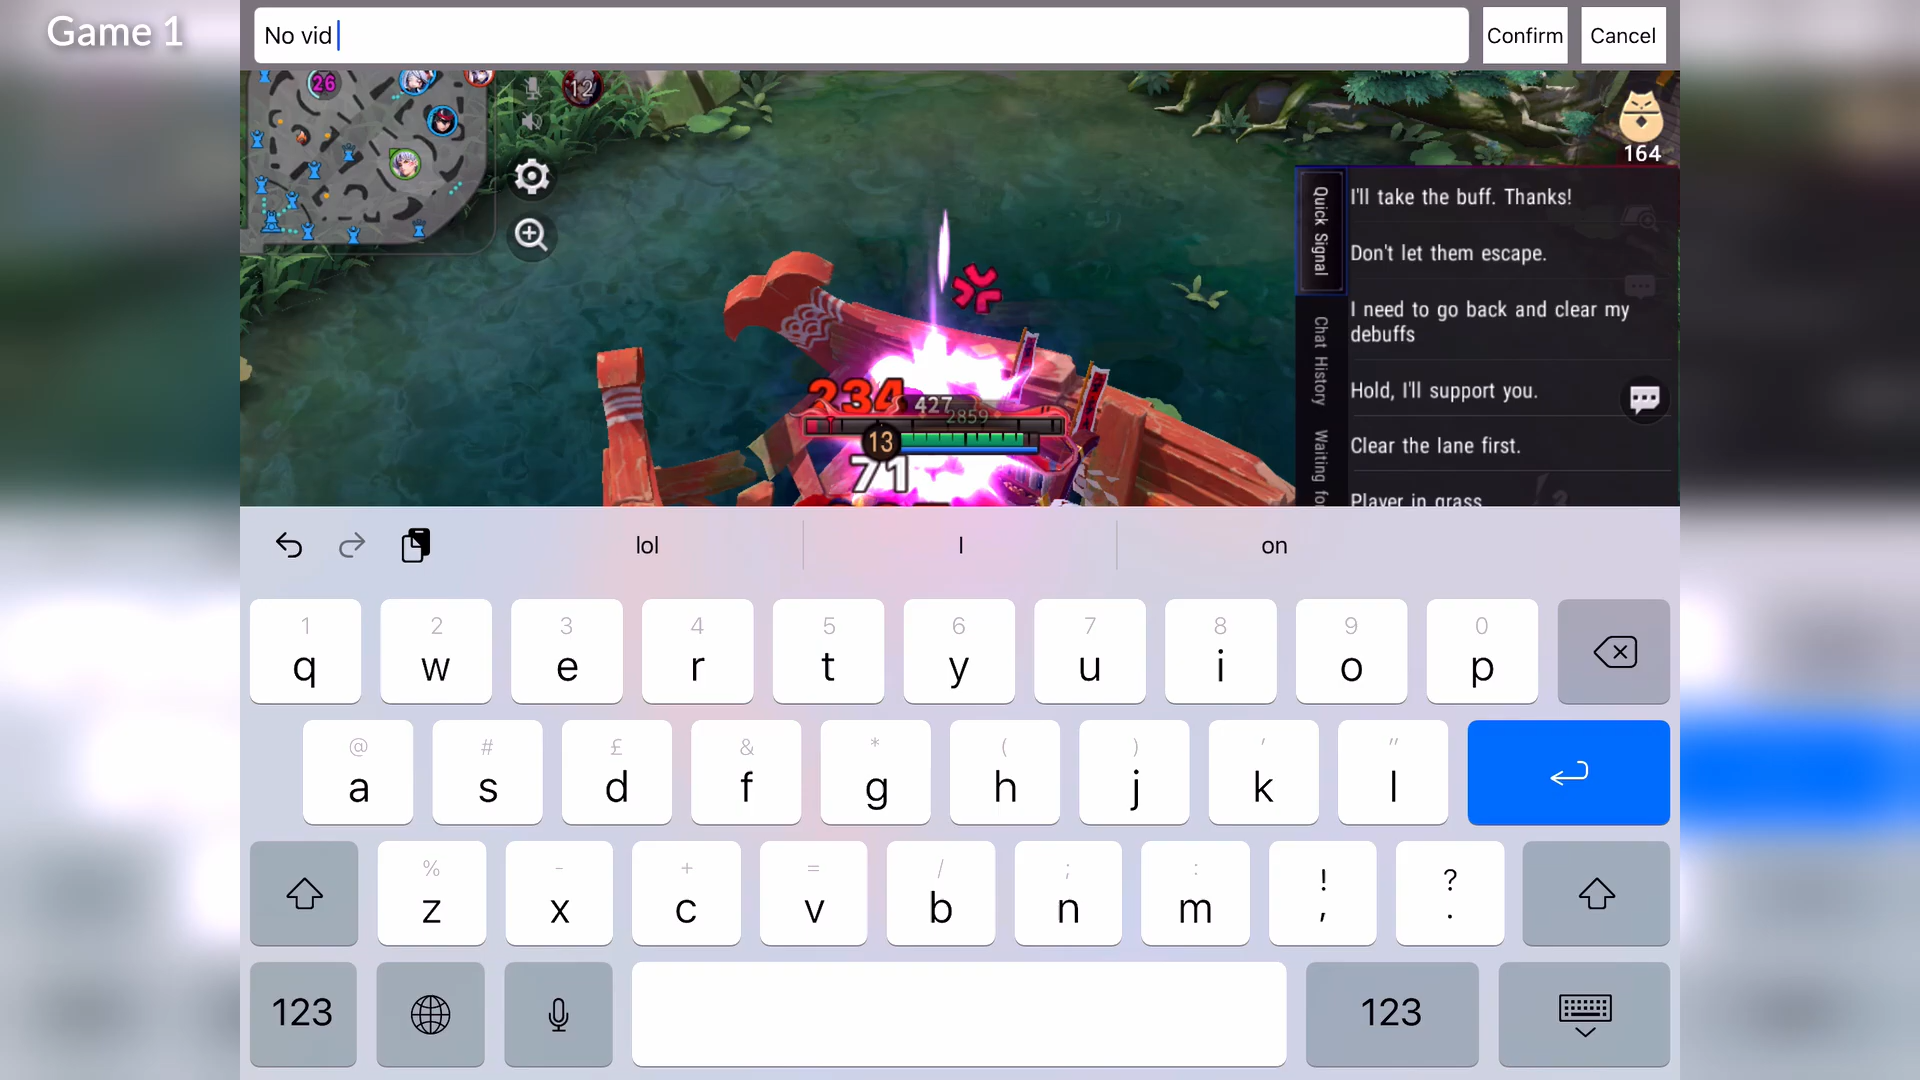 Game 1
No vid
Confirm
Cancel
26
12
164
Quick Signal
Chat History
Waiting fo
I'll take the buff. Thanks!
Don't let them escape.
I need to go back and clear my
debuffs
Hold, I'll support you.
Clear the lane first.
Player in grass
234
427
2859
13
71
lol
I
on
1 2 3 4 5 6 7 8 9 0
q w e r t y u i o p
@ # £ & * ( ) ' "
a s d f g h j k l
% - + = / ; : ! ?
z x c v b n m , .
123
123